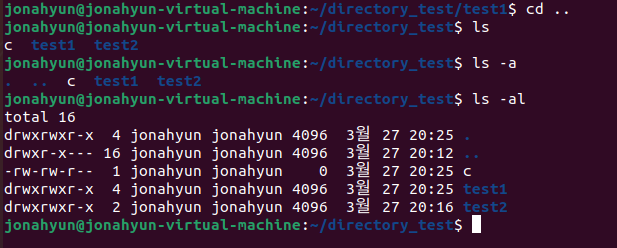 jonahyun@jonahyun-virtual-machine:~/directory_test/test1$ cd ..
jonahyun@jonahyun-virtual-machine:~/directory_test$ ls
c  test1  test2
jonahyun@jonahyun-virtual-machine:~/directory_test$ ls -a
.  ..  c  test1  test2
jonahyun@jonahyun-virtual-machine:~/directory_test$ ls -al
total 16
drwxrwxr-x  4 jonahyun jonahyun 4096  3월 27 20:25 .
drwxr-x--- 16 jonahyun jonahyun 4096  3월 27 20:12 ..
-rw-rw-r--  1 jonahyun jonahyun    0  3월 27 20:25 c
drwxrwxr-x  4 jonahyun jonahyun 4096  3월 27 20:25 test1
drwxrwxr-x  2 jonahyun jonahyun 4096  3월 27 20:16 test2
jonahyun@jonahyun-virtual-machine:~/directory_test$